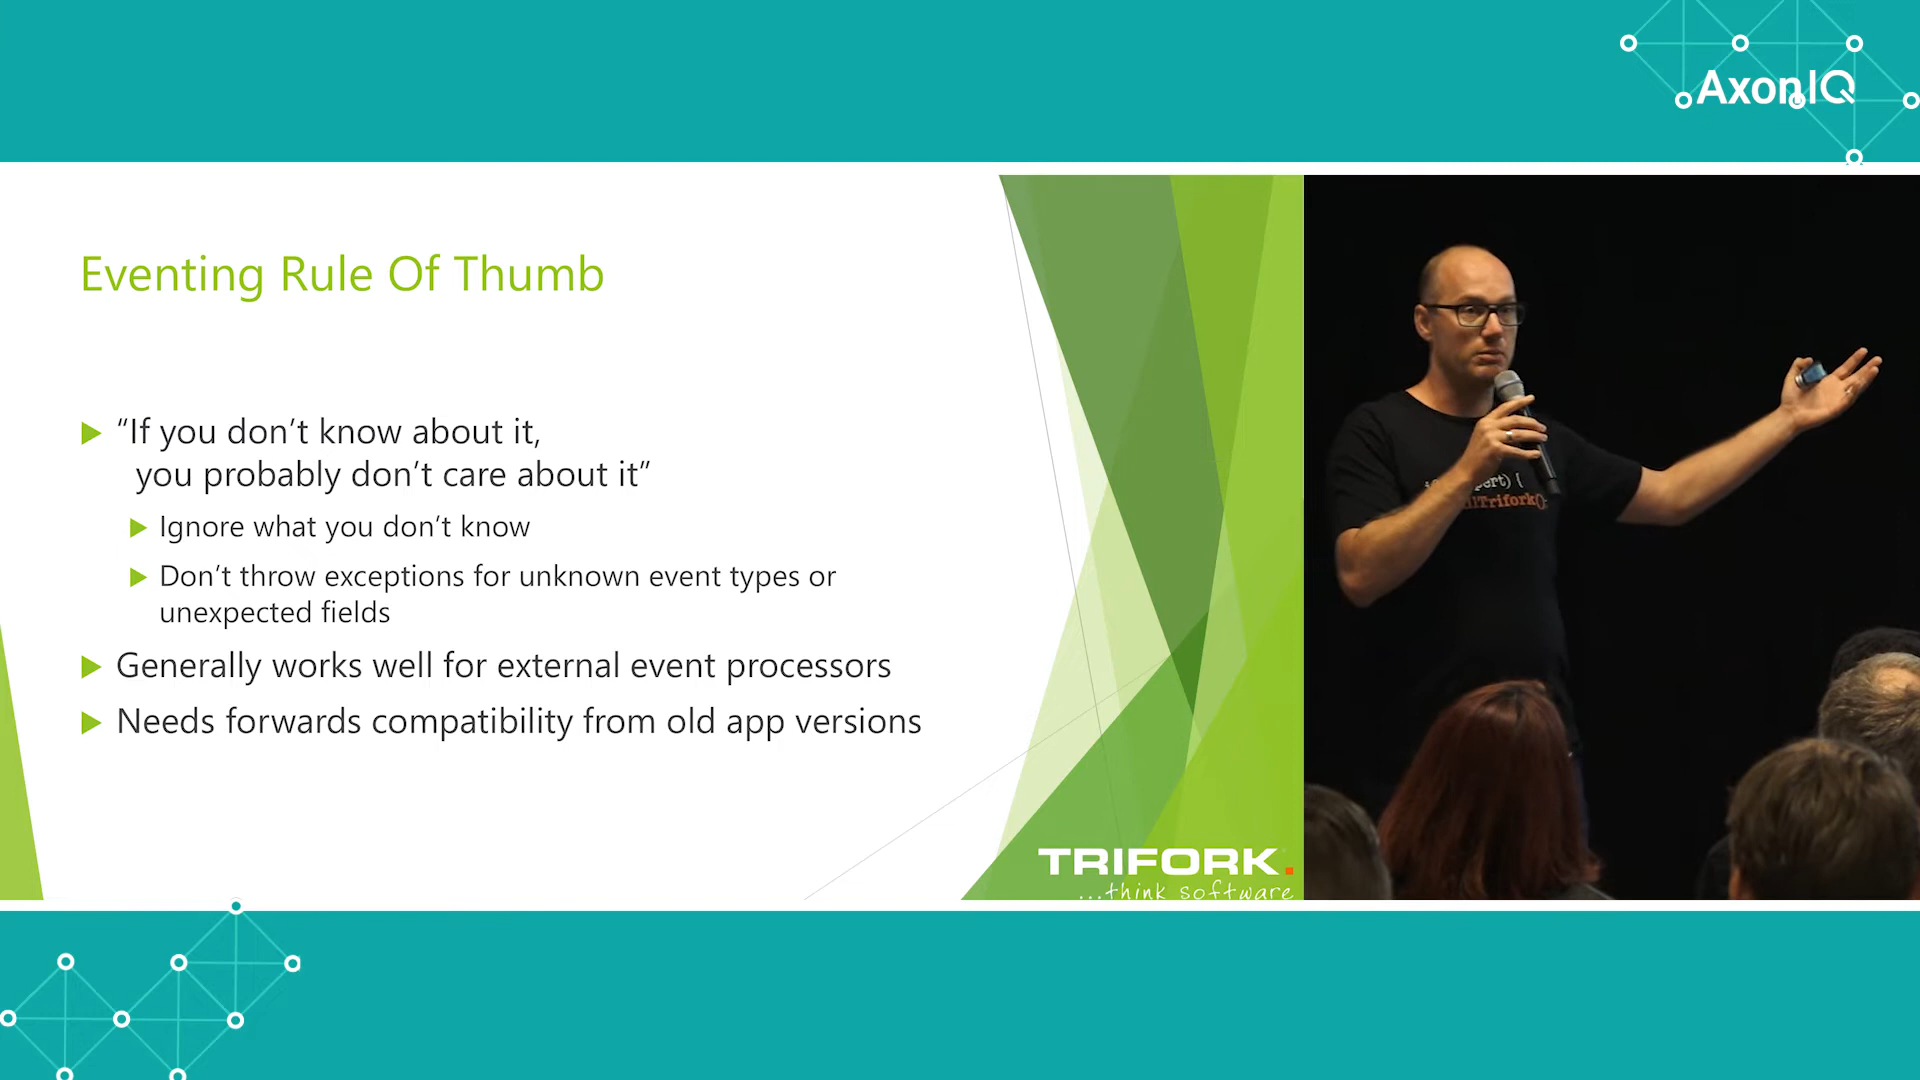 AxonIQ
Eventing Rule Of Thumb
“If you don’t know about it,
you probably don’t care about it”
Ignore what you don’t know
Don’t throw exceptions for unknown event types or
unexpected fields
Generally works well for external event processors
Needs forwards compatibility from old app versions
TRIFORK.
...think software